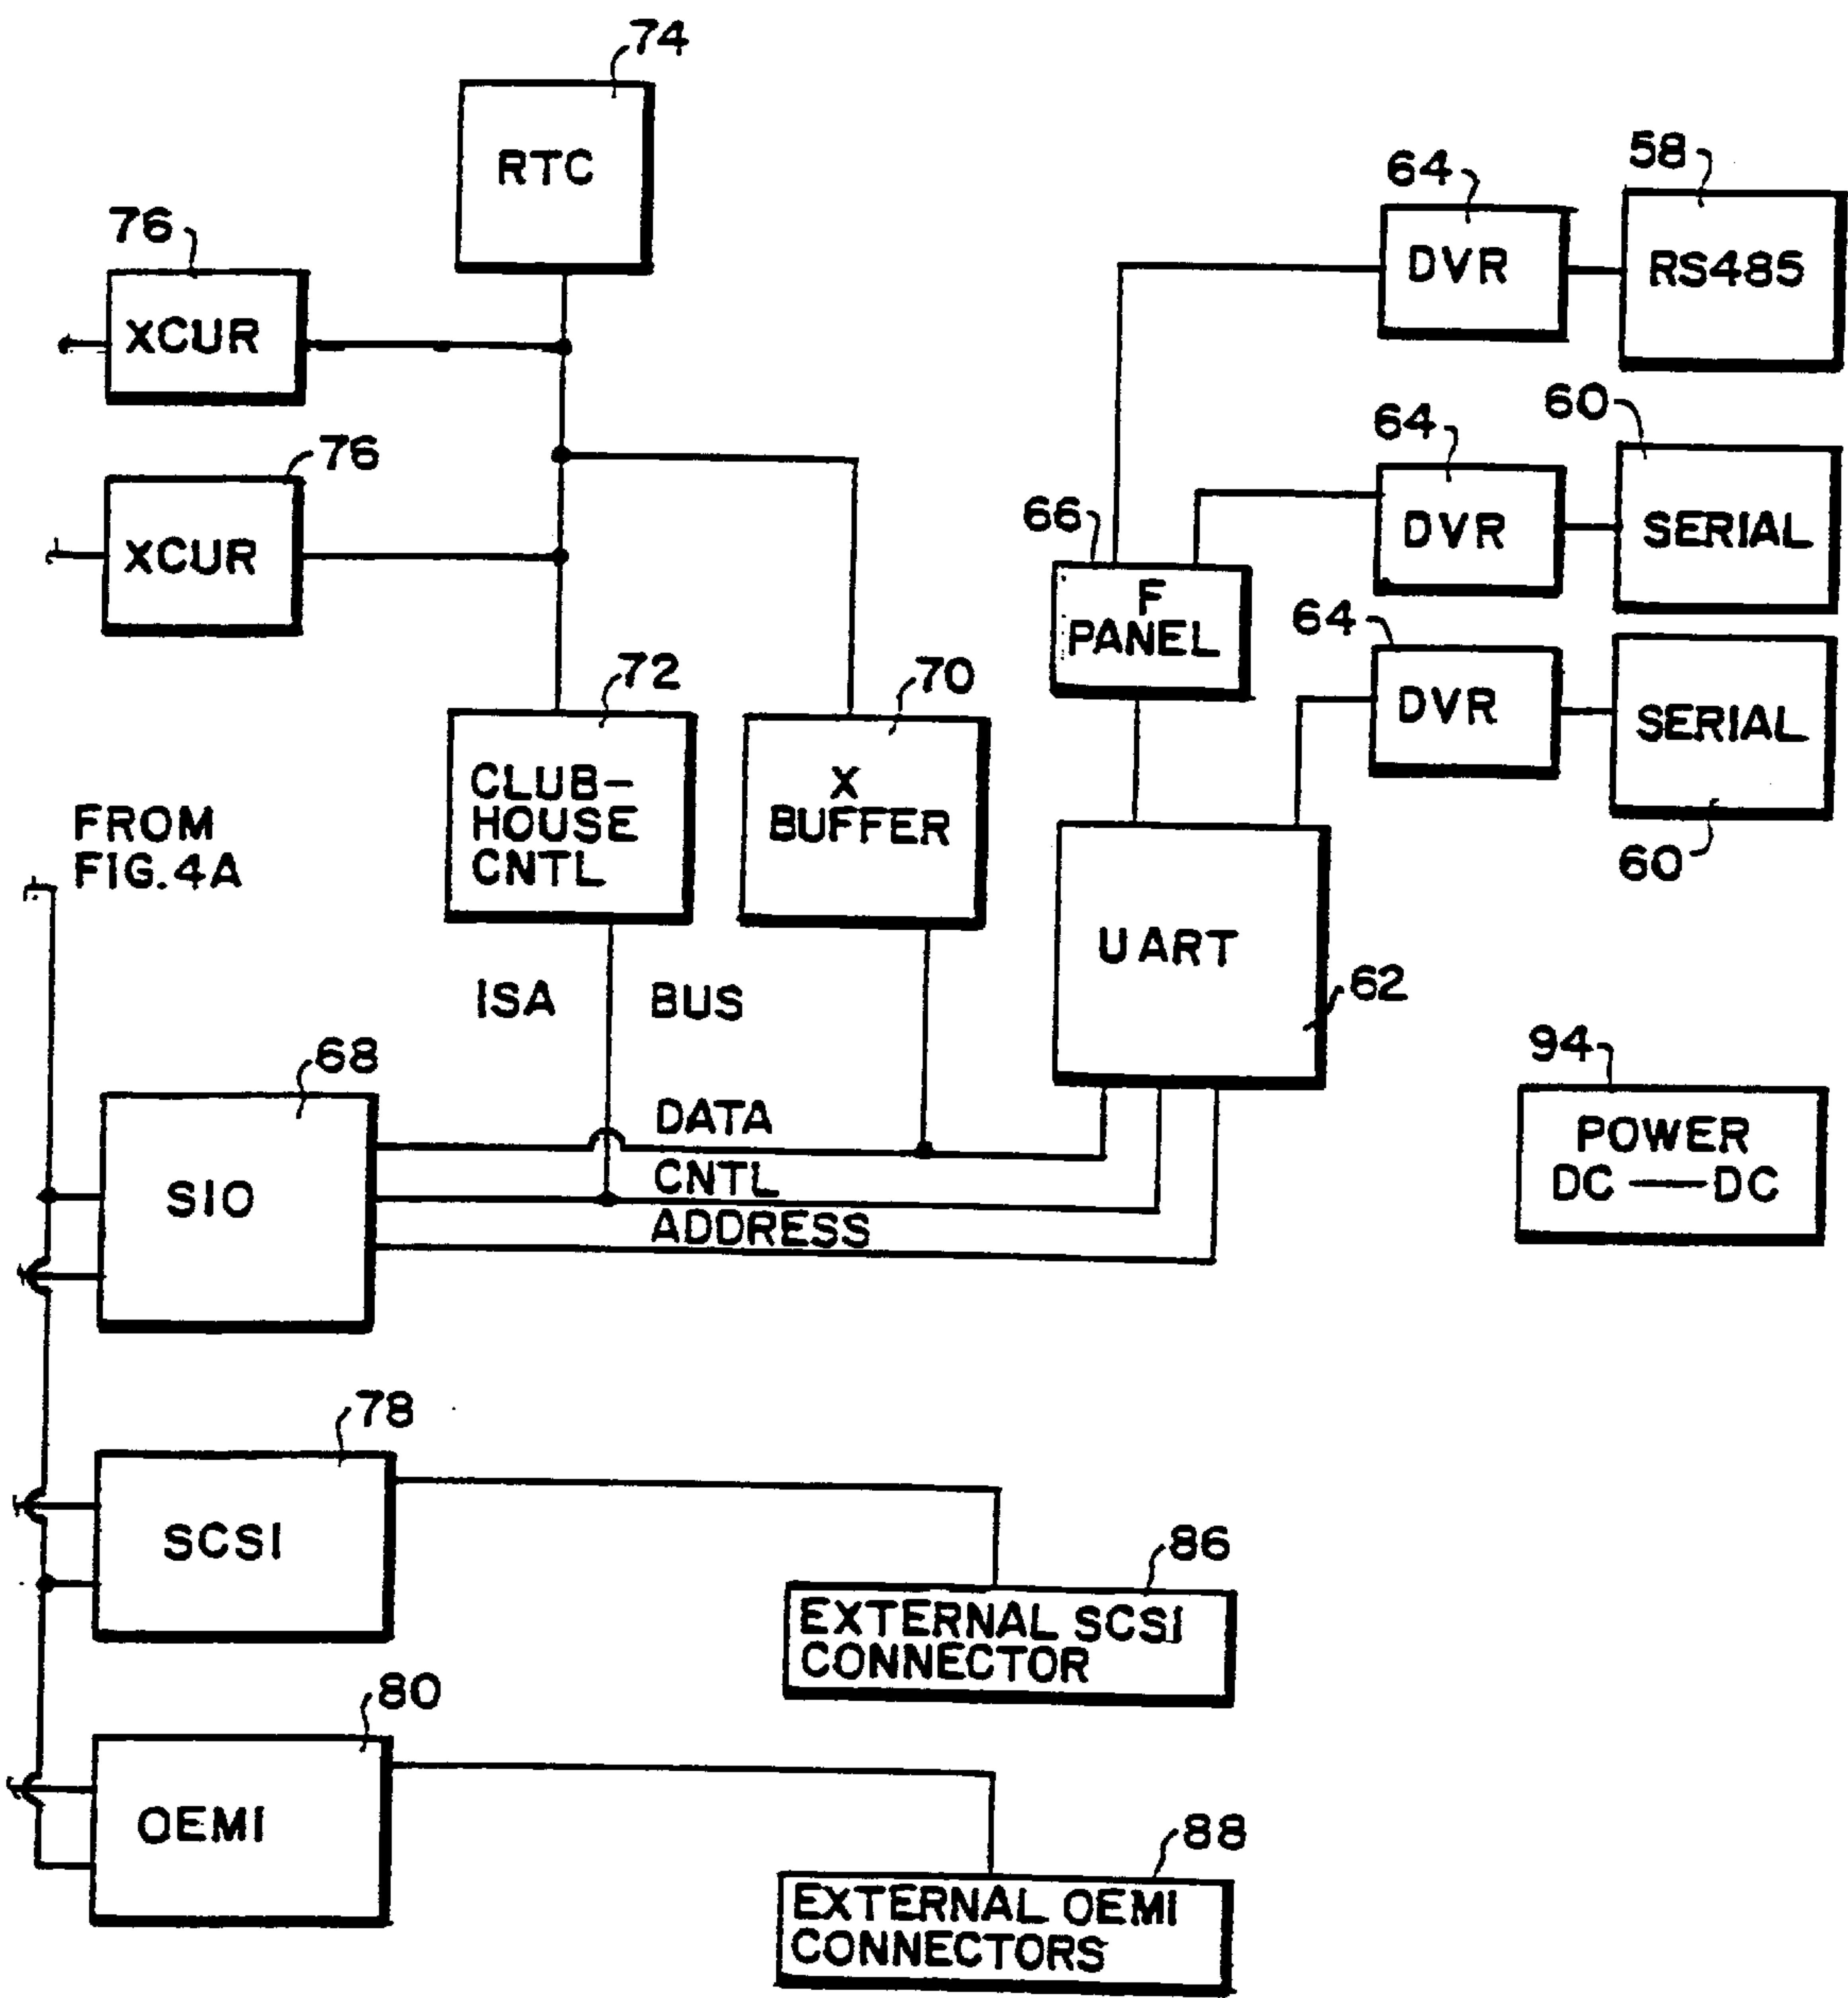 74
RTC
76
XCUR
76
XCUR
58
64
DVR
RS485
60
64
DVR
SERIAL
66
F
PANEL
64
DVR
SERIAL
60
72
CLUB-
HOUSE
CNTL
70
X
BUFFER
FROM
FIG.4A
UART
62
ISA BUS
68
SIO
DATA
CNTL
ADDRESS
94
POWER
DC — DC
78
SCSI
86
EXTERNAL SCSI
CONNECTOR
80
OEMI
88
EXTERNAL OEMI
CONNECTORS